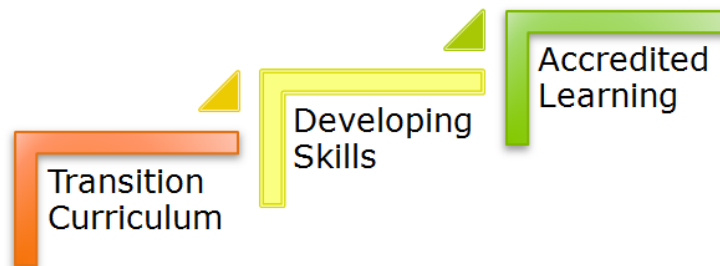 Transition
Curriculum
Developing
Skills
Accredited
Learning